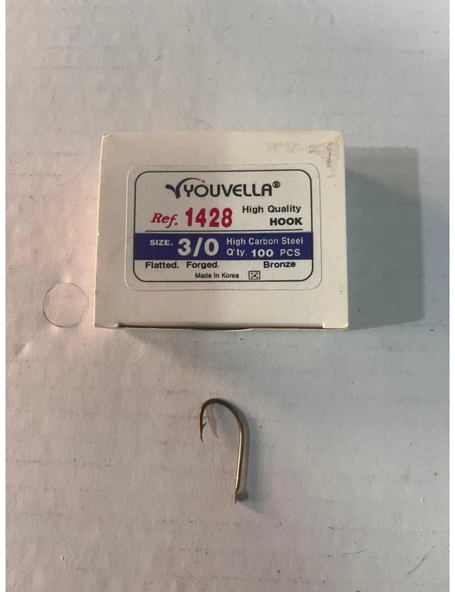 YOUVELLA®
Ref. 1428 High Quality HOOK
SIZE. 3/0 High Carbon Steel
Q'ty. 100 PCS
Flatted. Forged. Bronze
Made In Korea